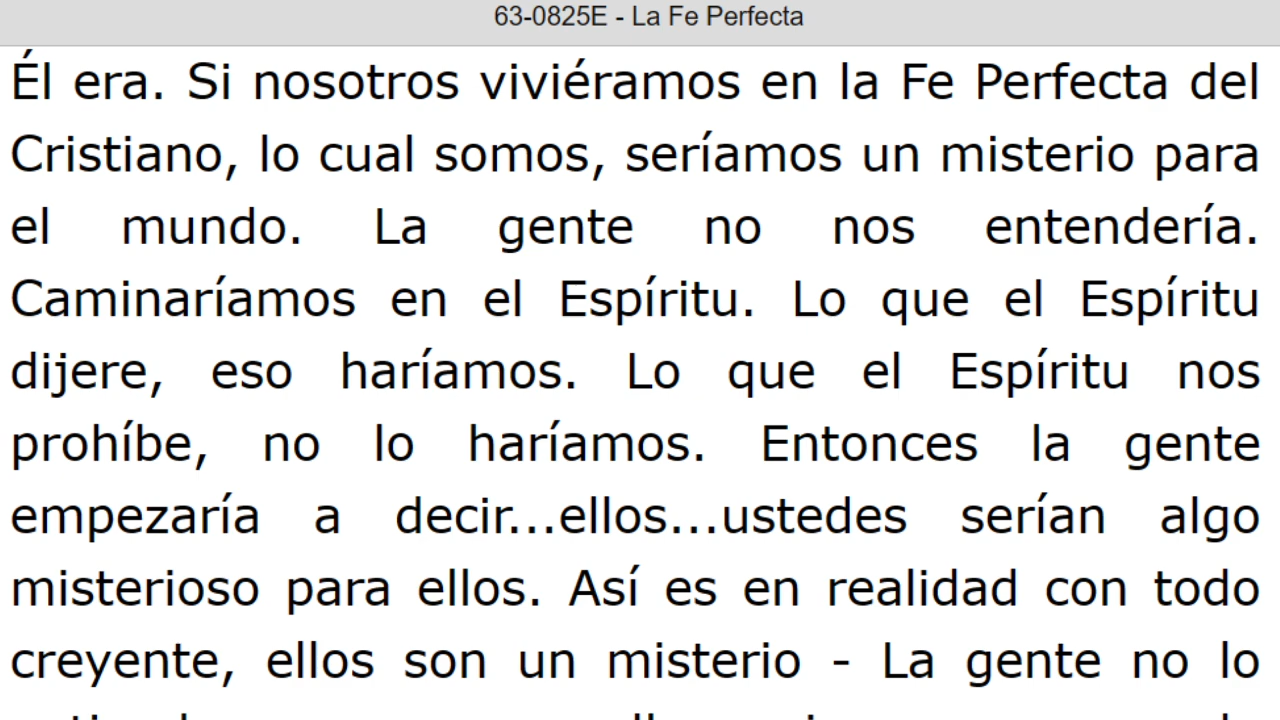 63-0825E - La Fe Perfecta
Él era. Si nosotros viviéramos en la Fe Perfecta del
Cristiano, lo cual somos, seríamos un misterio para
el mundo. La gente no nos entendería.
Caminaríamos en el Espíritu. Lo que el Espíritu
dijere, eso haríamos. Lo que el Espíritu nos
prohíbe, no lo haríamos. Entonces la gente
empezaría a decir...ellos...ustedes serían algo
misterioso para ellos. Así es en realidad con todo
creyente, ellos son un misterio - La gente no lo